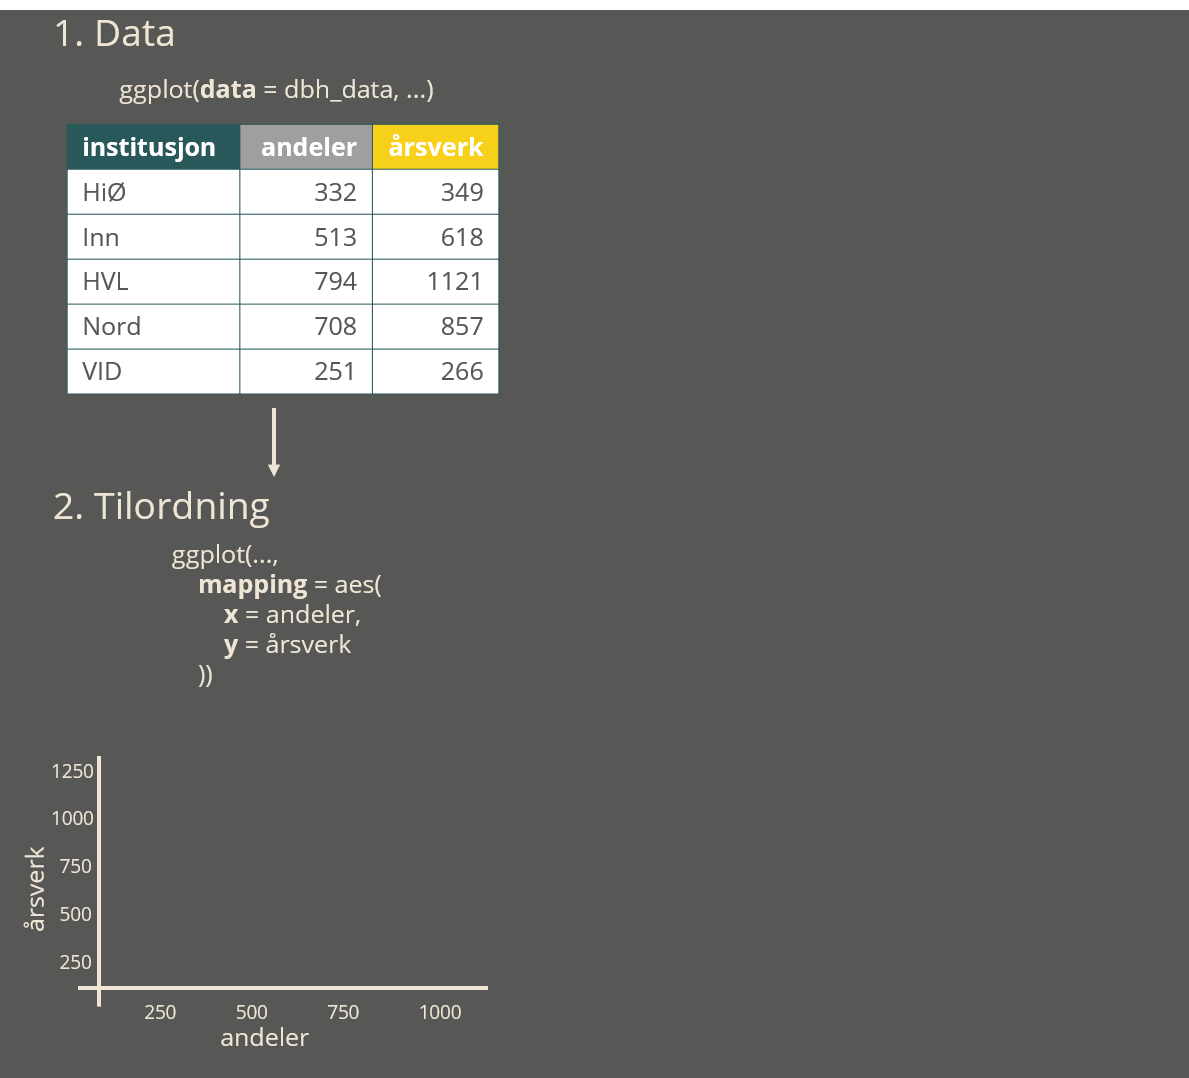 1. Data
ggplot(data = dbh_data, ...)
institusjon andeler årsverk
HiØ 332 349
Inn 513 618
HVL 794 1121
Nord 708 857
VID 251 266
2. Tilordning
ggplot(...,
mapping = aes(
x = andeler,
y = årsverk
))
1250
1000
750
500
250
årsverk
250 500 750 1000
andeler